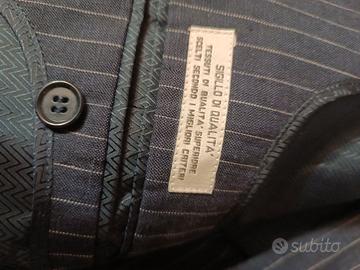 SIGILLO DI QUALITA'
TESSUTI DI QUALITA' SUPERIORE
SCELTI SECONDO I MIGLIORI CRITERI
subito